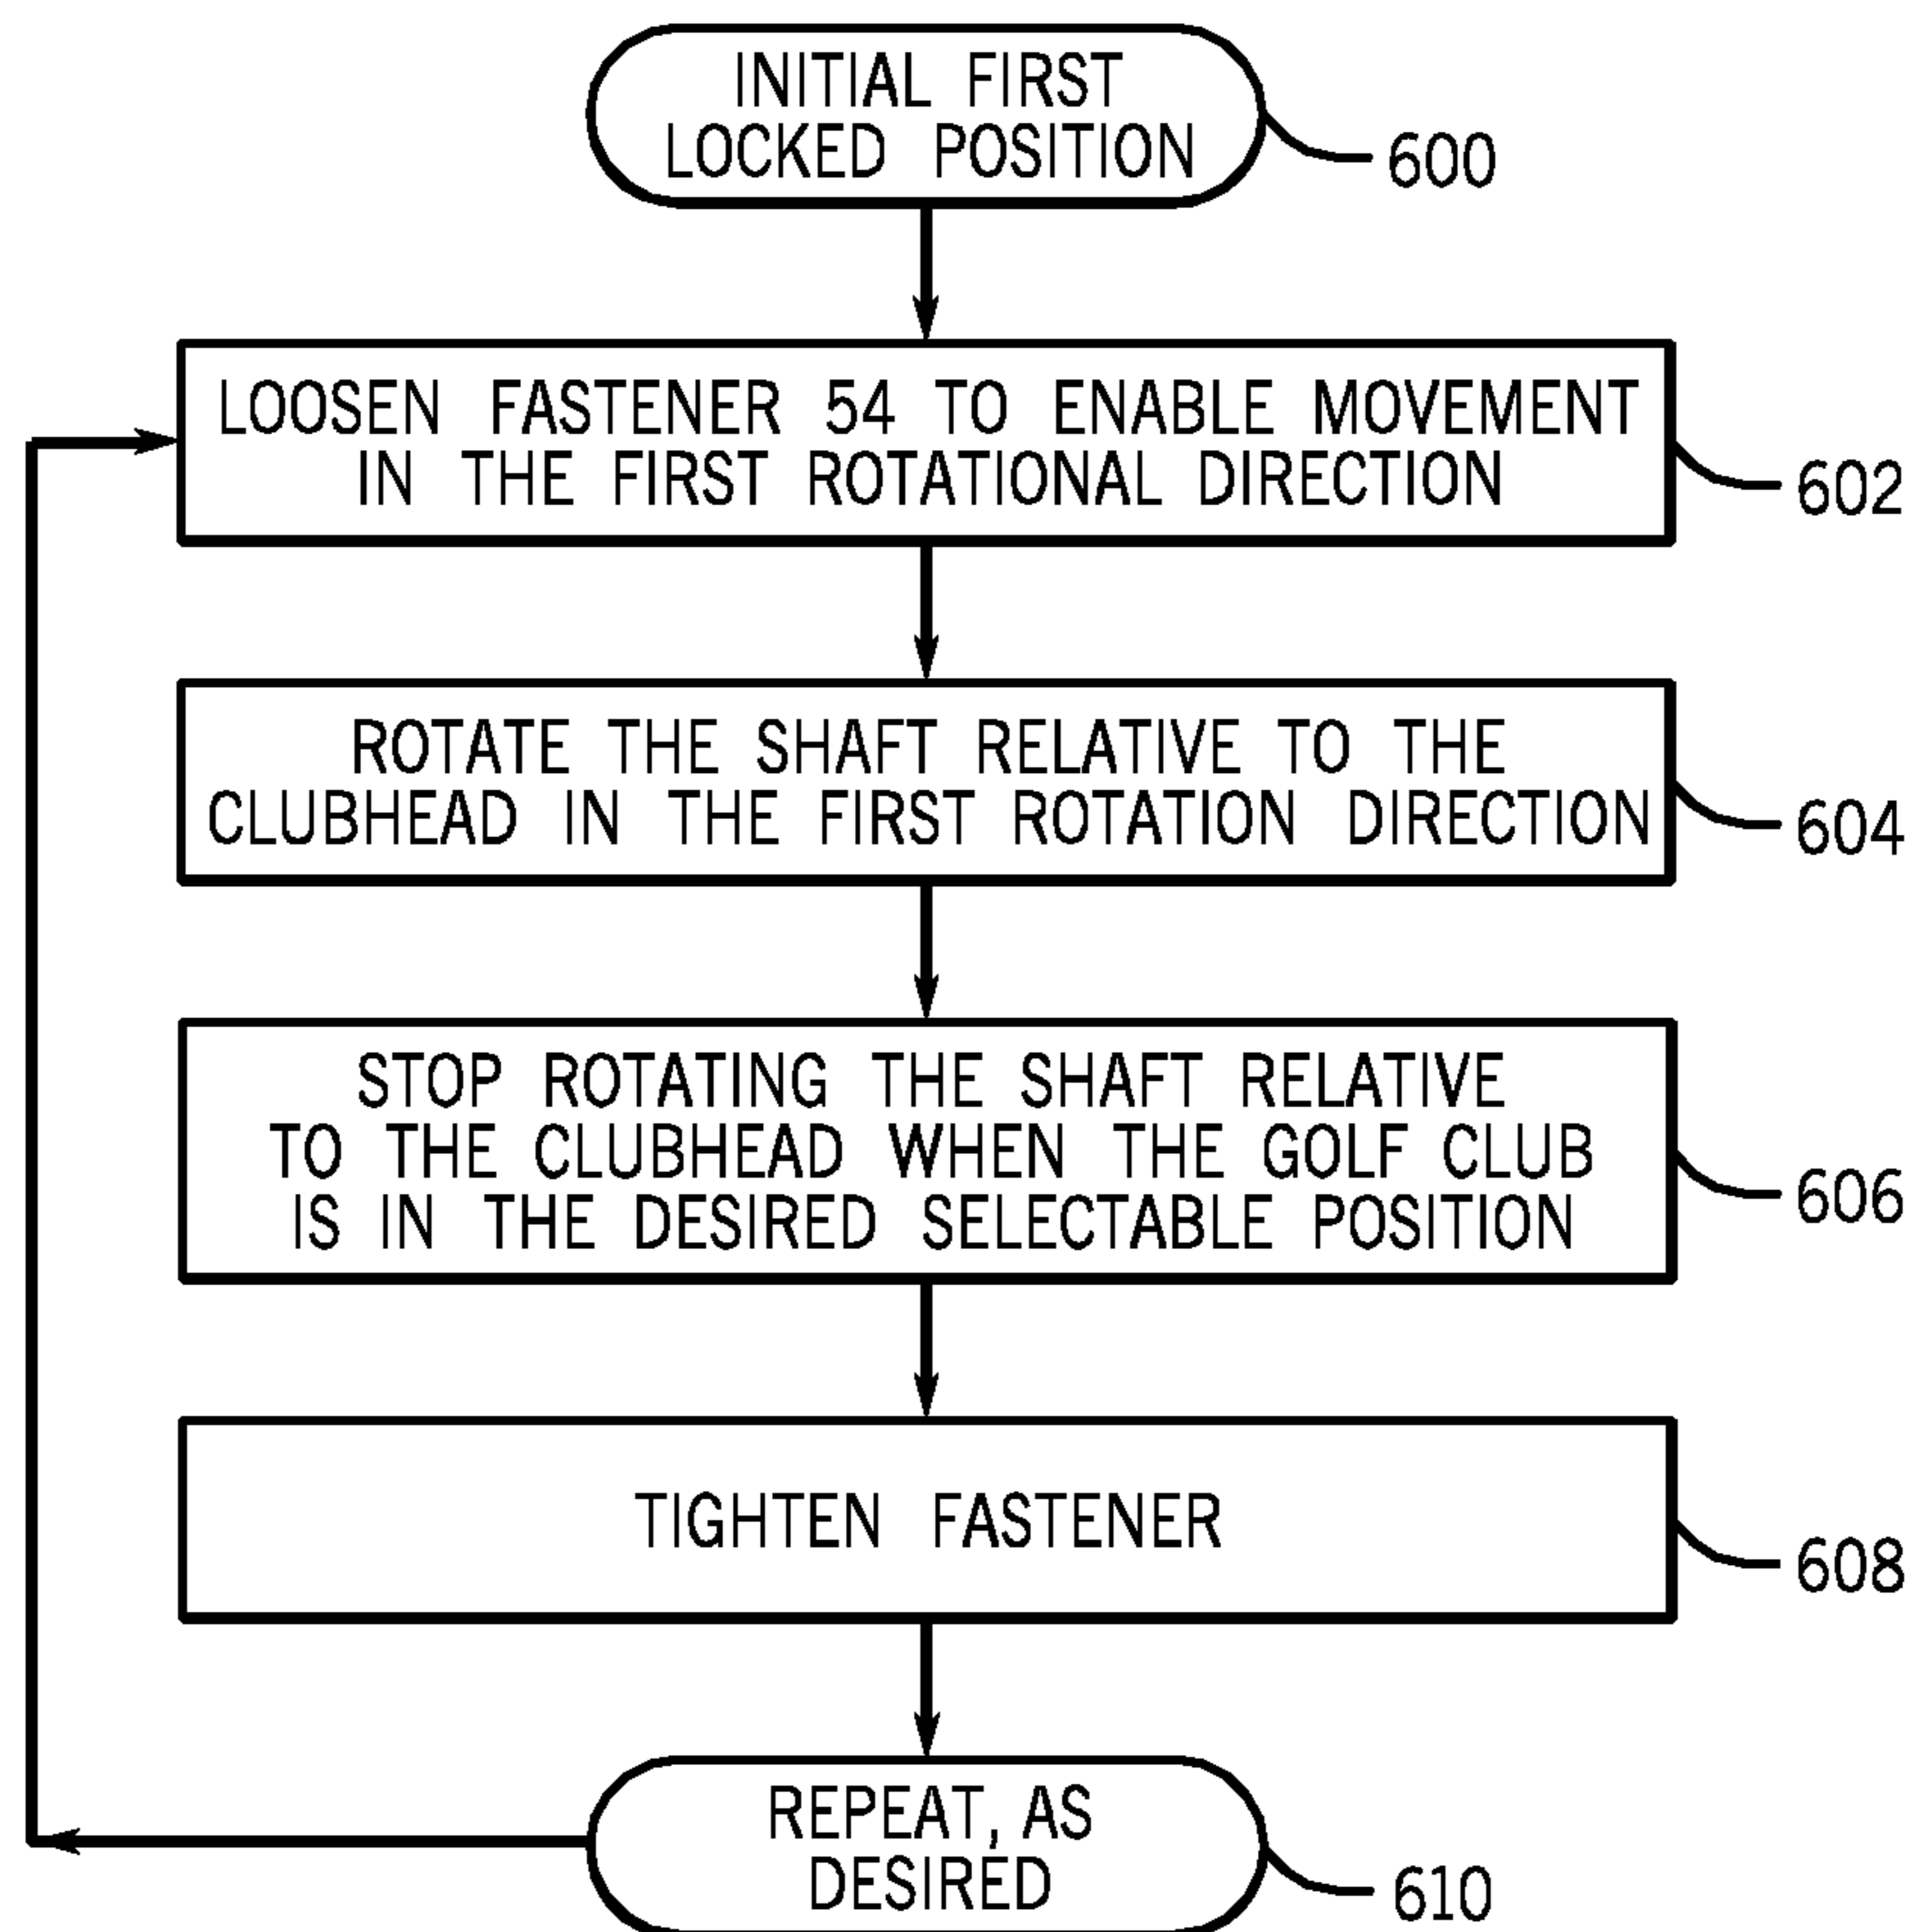 INITIAL FIRST
LOCKED POSITION
600
LOOSEN FASTENER 54 TO ENABLE MOVEMENT
IN THE FIRST ROTATIONAL DIRECTION
602
ROTATE THE SHAFT RELATIVE TO THE
CLUBHEAD IN THE FIRST ROTATION DIRECTION
604
STOP ROTATING THE SHAFT RELATIVE
TO THE CLUBHEAD WHEN THE GOLF CLUB
IS IN THE DESIRED SELECTABLE POSITION
606
TIGHTEN FASTENER
608
REPEAT, AS
DESIRED
610